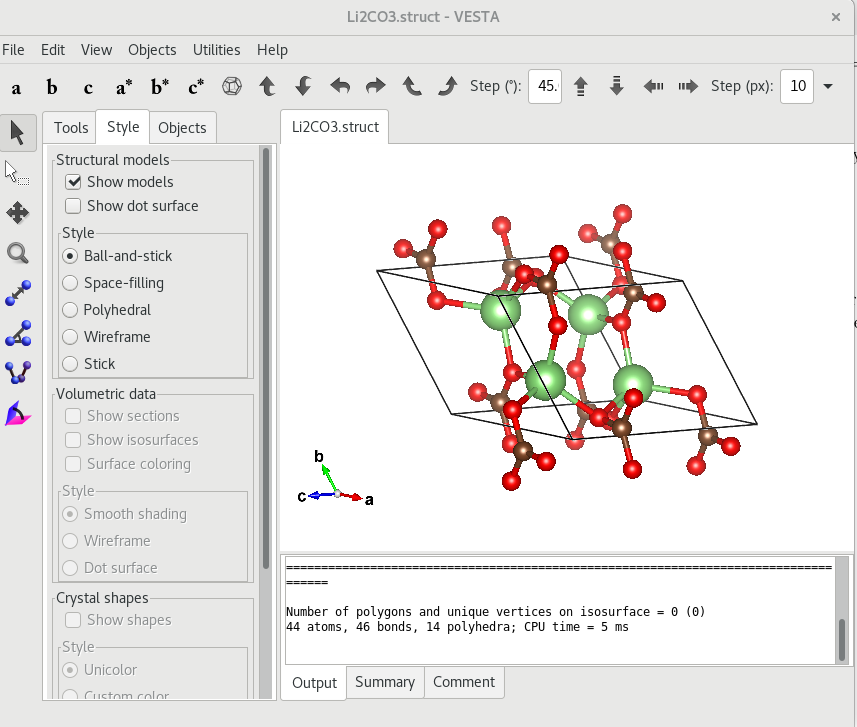 Li2CO3.struct - VESTA ×
File Edit View Objects Utilities Help
a b c a* b* c* Step (°): 45. Step (px): 10
Tools Style Objects
Li2CO3.struct
Structural models
Show models
Show dot surface
Style
Ball-and-stick
Space-filling
Polyhedral
Wireframe
Stick
Volumetric data
Show sections
Show isosurfaces
Surface coloring
Style
Smooth shading
Wireframe
Dot surface
Crystal shapes
Show shapes
Style
Unicolor
Custom color
b
c
a
==============================================================================
======
Number of polygons and unique vertices on isosurface = 0 (0)
44 atoms, 46 bonds, 14 polyhedra; CPU time = 5 ms
Output Summary Comment